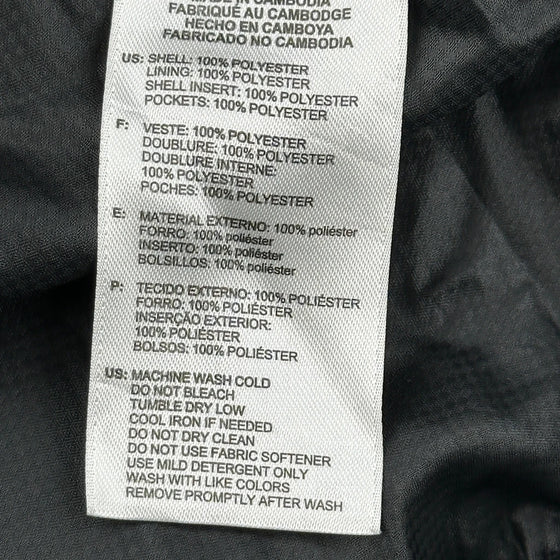 MADE IN CAMBODIA
FABRIQUÉ AU CAMBODGE
HECHO EN CAMBOYA
FABRICADO NO CAMBODIA
US: SHELL: 100% POLYESTER
LINING: 100% POLYESTER
SHELL INSERT: 100% POLYESTER
POCKETS: 100% POLYESTER
F: VESTE: 100% POLYESTER
DOUBLURE: 100% POLYESTER
DOUBLURE INTERNE:
100% POLYESTER
POCHES: 100% POLYESTER
E: MATERIAL EXTERNO: 100% poliéster
FORRO: 100% poliéster
INSERTO: 100% poliéster
BOLSILLOS: 100% poliéster
P: TECIDO EXTERNO: 100% POLIÉSTER
FORRO: 100% POLIÉSTER
INSERÇÃO EXTERIOR:
100% POLIÉSTER
BOLSOS: 100% POLIÉSTER
US: MACHINE WASH COLD
DO NOT BLEACH
TUMBLE DRY LOW
COOL IRON IF NEEDED
DO NOT DRY CLEAN
DO NOT USE FABRIC SOFTENER
USE MILD DETERGENT ONLY
WASH WITH LIKE COLORS
REMOVE PROMPTLY AFTER WASH